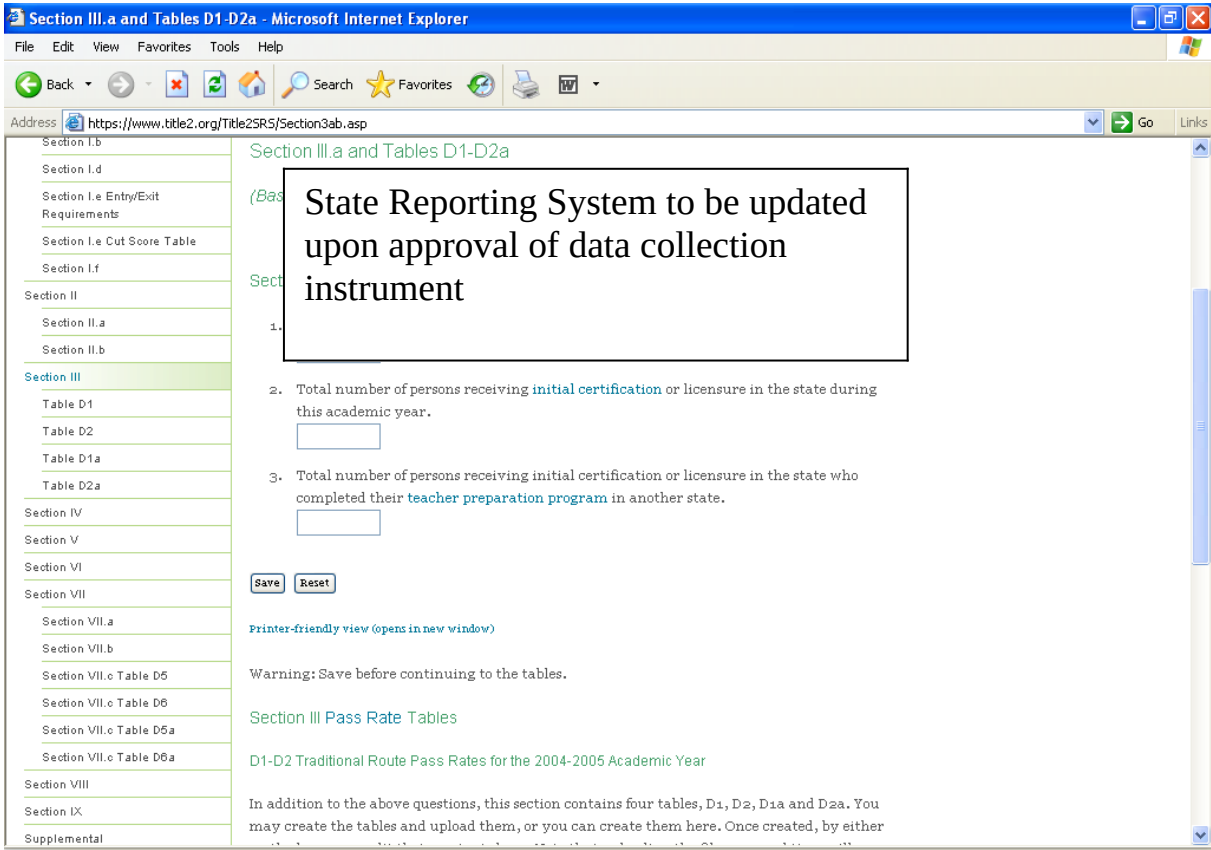 Section III.a and Tables D1-D2a - Microsoft Internet Explorer
File Edit View Favorites Tools Help
Back Search Favorites
Address https://www.title2.org/Title2SRS/Section3ab.asp Go Links
Section I.b
Section I.d
Section I.e Entry/Exit
Requirements
Section I.e Cut Score Table
Section I.f
Section II
Section II.a
Section II.b
Section III
Table D1
Table D2
Table D1a
Table D2a
Section IV
Section V
Section VI
Section VII
Section VII.a
Section VII.b
Section VII.c Table D5
Section VII.c Table D6
Section VII.c Table D5a
Section VII.c Table D6a
Section VIII
Section IX
Supplemental
Section III.a and Tables D1-D2a
(Bas
State Reporting System to be updated
upon approval of data collection
instrument
Sect
1.
2. Total number of persons receiving initial certification or licensure in the state during
this academic year.
3. Total number of persons receiving initial certification or licensure in the state who
completed their teacher preparation program in another state.
Save Reset
Printer-friendly view (opens in new window)
Warning: Save before continuing to the tables.
Section III Pass Rate Tables
D1-D2 Traditional Route Pass Rates for the 2004-2005 Academic Year
In addition to the above questions, this section contains four tables, D1, D2, D1a and D2a. You
may create the tables and upload them, or you can create them here. Once created, by either